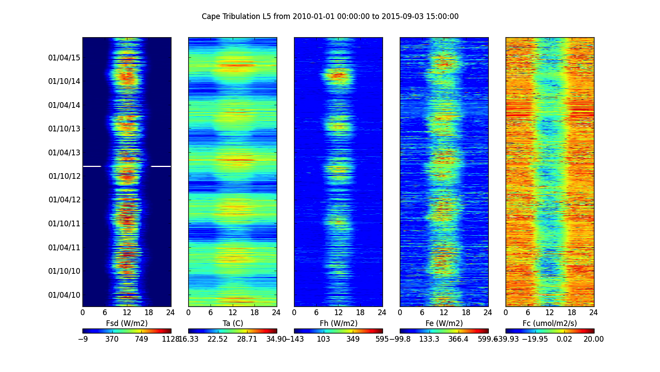 Cape Tribulation L5 from 2010-01-01 00:00:00 to 2015-09-03 15:00:00
01/04/15
01/10/14
01/04/14
01/10/13
01/04/13
01/10/12
01/04/12
01/10/11
01/04/11
01/10/10
01/04/10
0 6 12 18 24 0 6 12 18 24 0 6 12 18 24 0 6 12 18 24 0 6 12 18 24
Fsd (W/m2) Ta (C) Fe (W/m2) Fc (umol/m2/s)
−9 370 749 1128 16.33 22.52 28.71 34.90 −143 103 349 595 −99.8 133.3 366.4 599.6 −39.93 −19.95 0.02 20.00